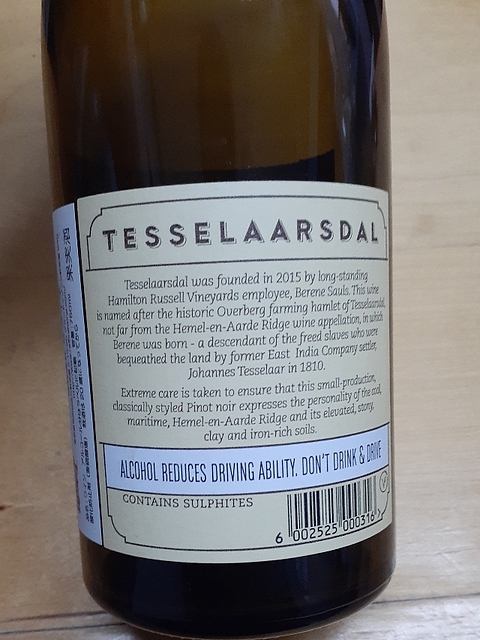 TESSELAARSDAL
Tesselaarsdal was founded in 2015 by long-standing
Hamilton Russell Vineyards employee, Berene Sauls. This wine
is named after the historic Overberg farming hamlet of Tesselaarsdal,
not far from the Hemel-en-Aarde Ridge wine appellation, in which
Berene was born - a descendant of the freed slaves who were
bequeathed the land by former East India Company settler,
Johannes Tesselaar in 1810.
Extreme care is taken to ensure that this small-production,
classically styled Pinot noir expresses the personality of the cool,
maritime, Hemel-en-Aarde Ridge and its elevated, stony,
clay and iron-rich soils.
ALCOHOL REDUCES DRIVING ABILITY. DON'T DRINK & DRIVE
CONTAINS SULPHITES
6 002525 000316 >
果実酒